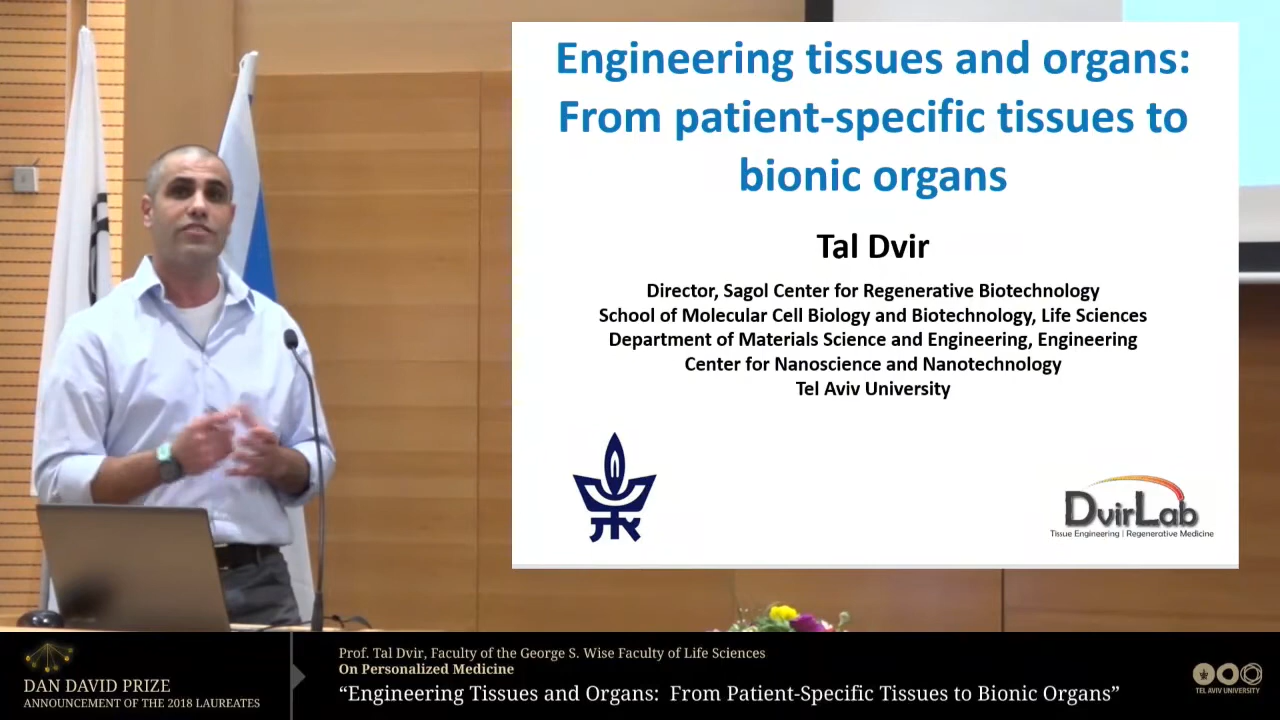 Engineering tissues and organs:
From patient-specific tissues to
bionic organs
Tal Dvir
Director, Sagol Center for Regenerative Biotechnology
School of Molecular Cell Biology and Biotechnology, Life Sciences
Department of Materials Science and Engineering, Engineering
Center for Nanoscience and Nanotechnology
Tel Aviv University
DvirLab
Tissue Engineering | Regenerative Medicine
Prof. Tal Dvir, Faculty of the George S. Wise Faculty of Life Sciences
On Personalized Medicine
“Engineering Tissues and Organs: From Patient-Specific Tissues to Bionic Organs”
DAN DAVID PRIZE
ANNOUNCEMENT OF THE 2018 LAUREATES
TEL AVIV UNIVERSITY